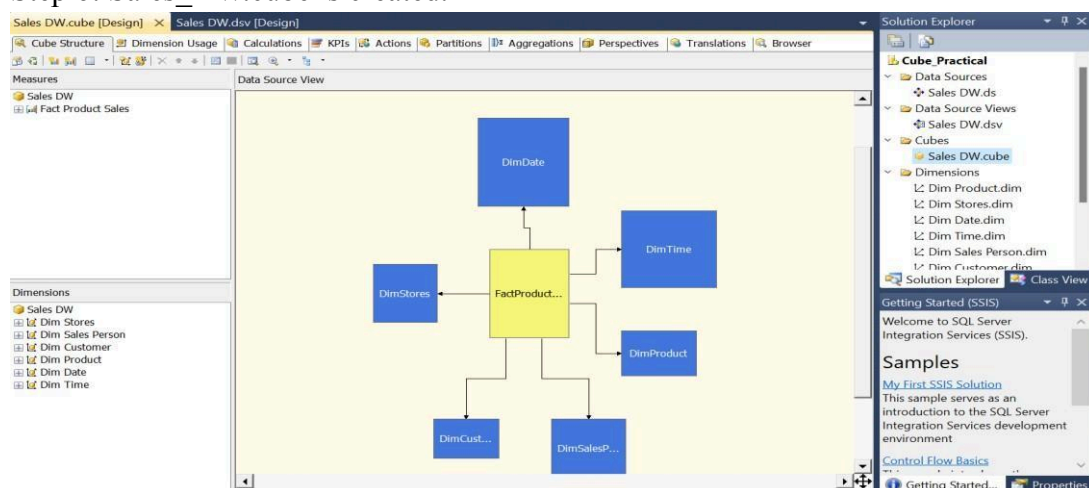 Sales DW.cube [Design] × Sales DW.dsv [Design]
Cube Structure Dimension Usage Calculations KPIs Actions Partitions Aggregations Perspectives Translations Browser
Measures
Sales DW
Fact Product Sales
Dimensions
Sales DW
Dim Stores
Dim Sales Person
Dim Customer
Dim Product
Dim Date
Dim Time
Data Source View
DimDate
DimTime
DimStores
FactProduct...
DimProduct
DimCust...
DimSalesP...
Solution Explorer
Cube_Practical
Data Sources
Sales DW.ds
Data Source Views
Sales DW.dsv
Cubes
Sales DW.cube
Dimensions
Dim Product.dim
Dim Stores.dim
Dim Date.dim
Dim Time.dim
Dim Sales Person.dim
Dim Customer.dim
Solution Explorer Class View
Getting Started (SSIS)
Welcome to SQL Server
Integration Services (SSIS).
Samples
My First SSIS Solution
This sample serves as an
introduction to the SQL Server
Integration Services development
environment
Control Flow Basics
Getting Started... Properties